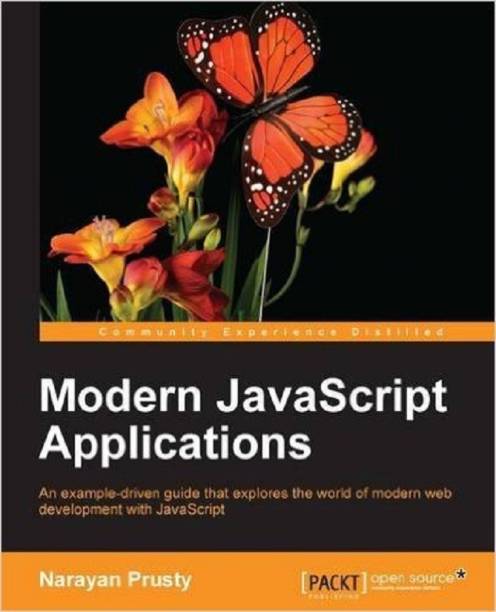 Community Experience Distilled
Modern JavaScript
Applications
An example-driven guide that explores the world of modern web
development with JavaScript
Narayan Prusty
[PACKT] open source*
PUBLISHING community experience distilled